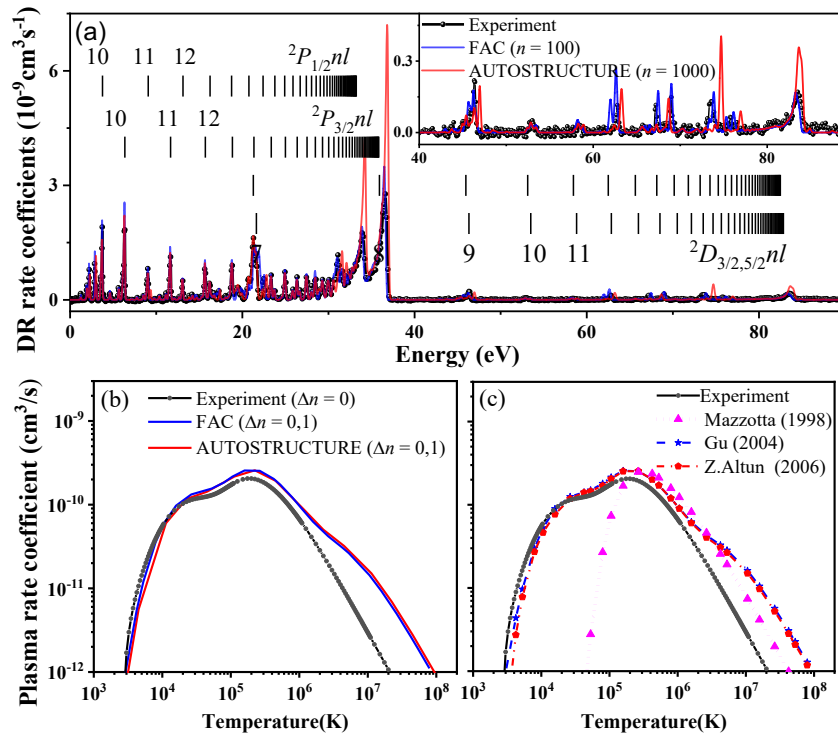 (a)
DR rate coefficients (10⁻⁹cm³s⁻¹)
7.5
6.0
3.0
0
10 11 12 ²P₁/₂nl
10 11 12 ²P₃/₂nl
Experiment
FAC (n = 100)
AUTOSTRUCTURE (n = 1000)
0.3
0.0
40 60 80
9 10 11 ²D₃/₂,₅/₂nl
0 20 40 60 80
Energy (eV)
Plasma rate coefficient (cm³/s)
10⁻⁹
10⁻¹⁰
10⁻¹¹
10⁻¹²
(b)
Experiment (Δn = 0)
FAC (Δn = 0,1)
AUTOSTRUCTURE (Δn = 0,1)
10³ 10⁴ 10⁵ 10⁶ 10⁷ 10⁸
Temperature(K)
(c)
Experiment
Mazzotta (1998)
Gu (2004)
Z.Altun (2006)
10³ 10⁴ 10⁵ 10⁶ 10⁷ 10⁸
Temperature(K)